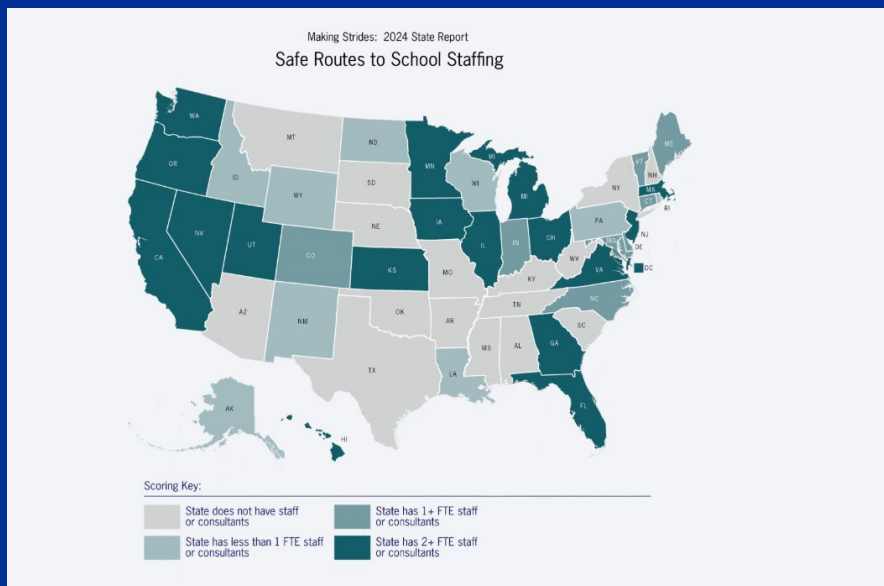 Making Strides: 2024 State Report
Safe Routes to School Staffing
WA
MT
ND
MN
ME
OR
ID
WY
SD
WI
MI
MI
VT
NH
NY
MA
CT
RI
NV
UT
CO
NE
IA
IL
IN
OH
PA
NJ
MD
DE
DC
CA
KS
MO
KY
WV
VA
AZ
NM
OK
AR
TN
NC
SC
TX
LA
MS
AL
GA
FL
AK
HI
Scoring Key:
State does not have staff
or consultants
State has less than 1 FTE staff
or consultants
State has 1+ FTE staff
or consultants
State has 2+ FTE staff
or consultants